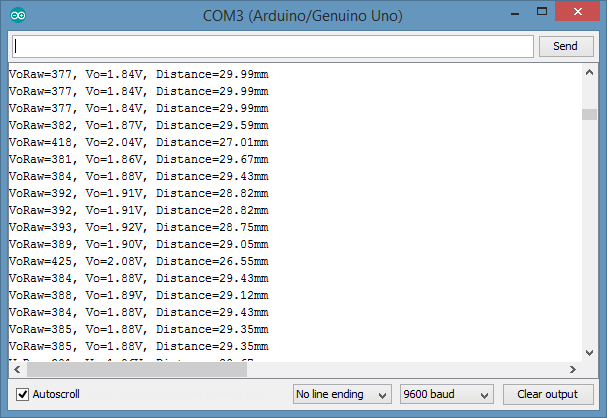 COM3 (Arduino/Genuino Uno)
Send
VoRaw=377, Vo=1.84V, Distance=29.99mm
VoRaw=377, Vo=1.84V, Distance=29.99mm
VoRaw=377, Vo=1.84V, Distance=29.99mm
VoRaw=382, Vo=1.87V, Distance=29.59mm
VoRaw=418, Vo=2.04V, Distance=27.01mm
VoRaw=381, Vo=1.86V, Distance=29.67mm
VoRaw=384, Vo=1.88V, Distance=29.43mm
VoRaw=392, Vo=1.91V, Distance=28.82mm
VoRaw=392, Vo=1.91V, Distance=28.82mm
VoRaw=393, Vo=1.92V, Distance=28.75mm
VoRaw=389, Vo=1.90V, Distance=29.05mm
VoRaw=425, Vo=2.08V, Distance=26.55mm
VoRaw=384, Vo=1.88V, Distance=29.43mm
VoRaw=388, Vo=1.89V, Distance=29.12mm
VoRaw=384, Vo=1.88V, Distance=29.43mm
VoRaw=385, Vo=1.88V, Distance=29.35mm
VoRaw=385, Vo=1.88V, Distance=29.35mm
Autoscroll
No line ending
9600 baud
Clear output